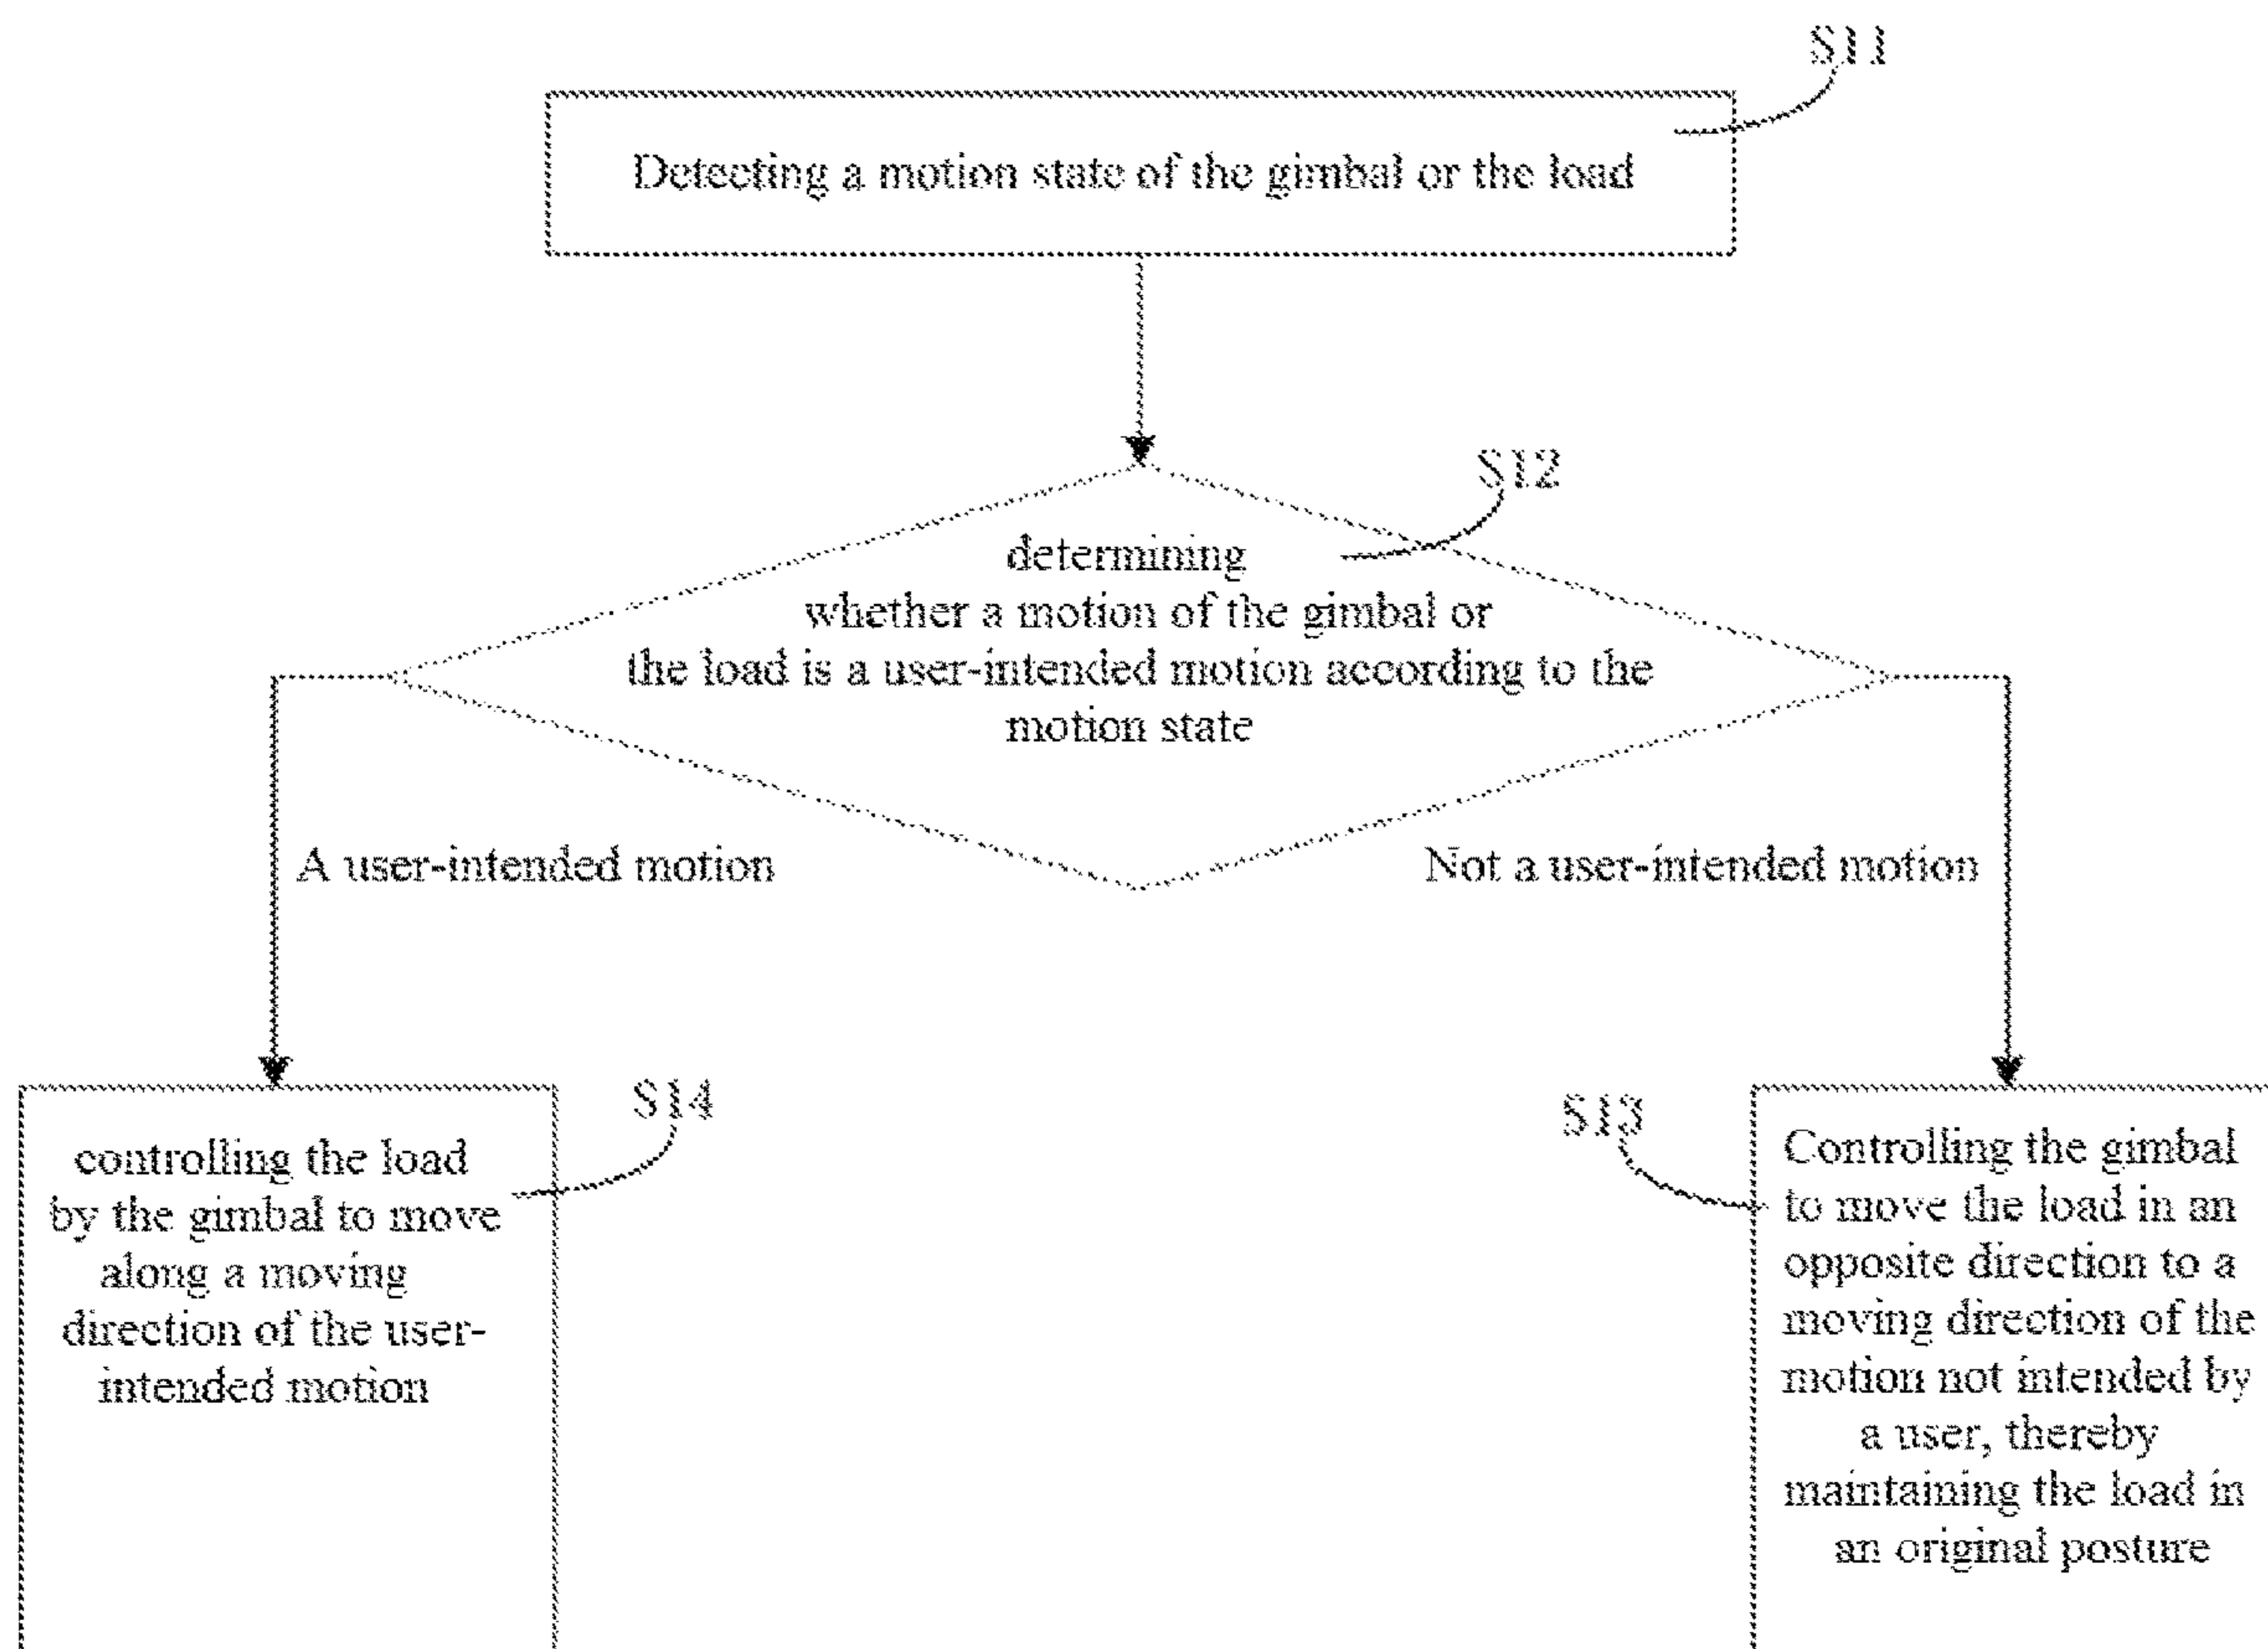 S11
Detecting a motion state of the gimbal or the load
S12
determining
whether a motion of the gimbal or
the load is a user-intended motion according to the
motion state
A user-intended motion
Not a user-intended motion
S14
controlling the load
by the gimbal to move
along a moving
direction of the user-
intended motion
S13
Controlling the gimbal
to move the load in an
opposite direction to a
moving direction of the
motion not intended by
a user, thereby
maintaining the load in
an original posture